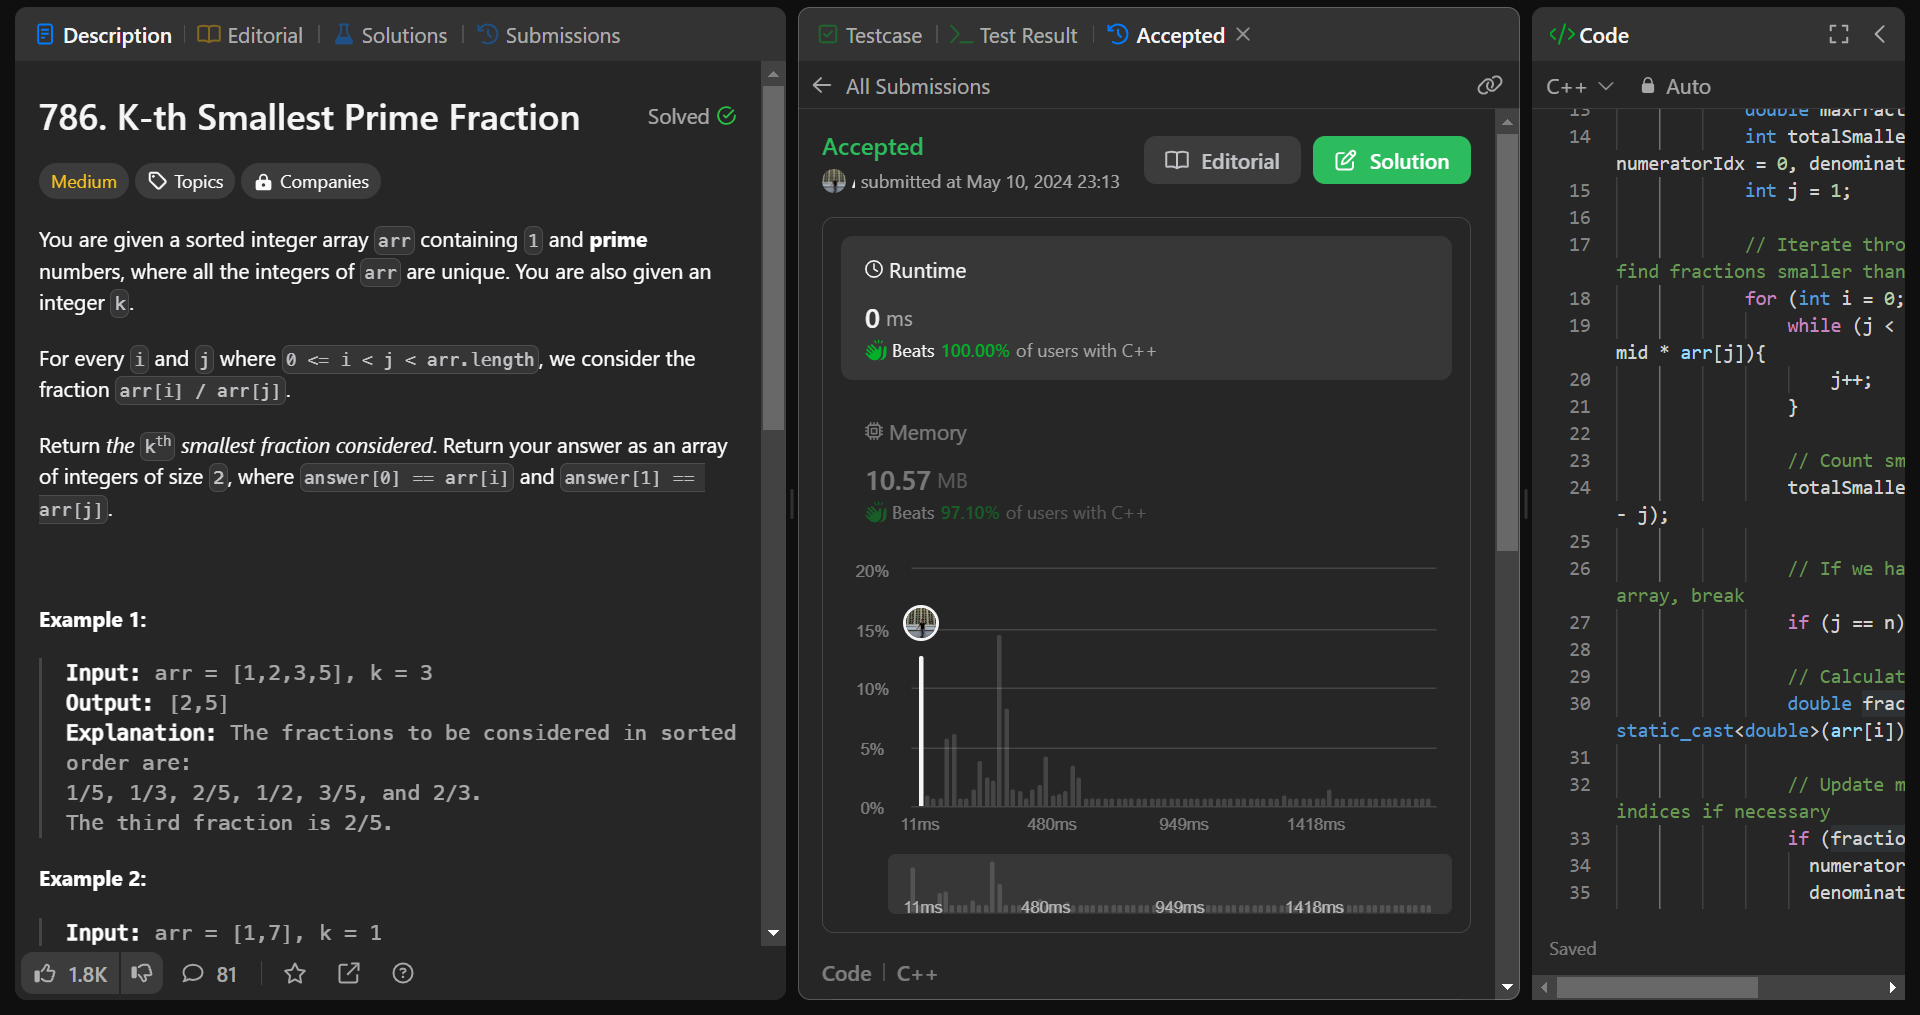 Description
Editorial
Solutions
Submissions
786. K-th Smallest Prime Fraction
Solved
Medium
Topics
Companies
You are given a sorted integer array arr containing 1 and prime
numbers, where all the integers of arr are unique. You are also given an
integer k.
For every i and j where 0 <= i < j < arr.length, we consider the
fraction arr[i] / arr[j].
Return the kth smallest fraction considered. Return your answer as an array
of integers of size 2, where answer[0] == arr[i] and answer[1] ==
arr[j].
Example 1:
Input: arr = [1,2,3,5], k = 3
Output: [2,5]
Explanation: The fractions to be considered in sorted
order are:
1/5, 1/3, 2/5, 1/2, 3/5, and 2/3.
The third fraction is 2/5.
Example 2:
Input: arr = [1,7], k = 1
1.8K
81
Testcase
Test Result
Accepted
All Submissions
Accepted
submitted at May 10, 2024 23:13
Editorial
Solution
Runtime
0 ms
Beats 100.00% of users with C++
Memory
10.57 MB
Beats 97.10% of users with C++
20%
15%
10%
5%
0%
11ms 480ms 949ms 1418ms
11ms 480ms 949ms 1418ms
Code
C++
</> Code
C++
Auto
13 double maxFract
14 int totalSmalle
numeratorIdx = 0, denominat
15 int j = 1;
16
17 // Iterate thro
find fractions smaller than
18 for (int i = 0;
19 while (j <
mid * arr[j]){
20 j++;
21 }
22
23 // Count sm
24 totalSmalle
- j);
25
26 // If we ha
array, break
27 if (j == n)
28
29 // Calculat
30 double frac
static_cast<double>(arr[i])
31
32 // Update m
indices if necessary
33 if (fractio
34 numerator
35 denominat
Saved